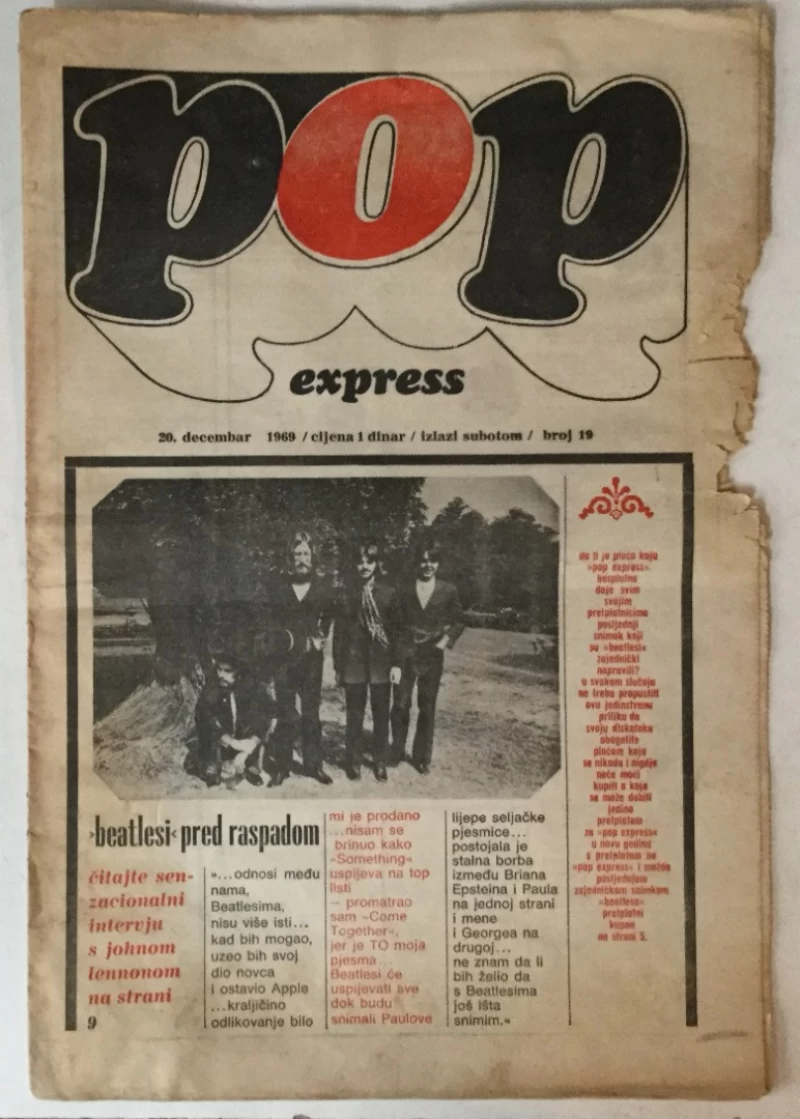 pop
express
20. decembar 1969 / cijena 1 dinar / izlazi subotom / broj 19
›beatlesi‹ pred raspadom
čitajte sen-
zacionalni
intervju
s johnom
lennonom
na strani
9
»...odnosi među
nama,
Beatlesima,
nisu više isti...
kad bih mogao,
uzeo bih svoj
dio novca
i ostavio Apple
...kraljičino
odlikovanje bilo
mi je prodano
...nisam se
brinuo kako
»Something«
uspijeva na top
listi
– promatrao
sam »Come
Together«,
jer je TO moja
pjesma...
Beatlesi će
uspijevati sve
dok budu
snimali Paulove
lijepe seljačke
pjesmice...
postojala je
stalna borba
između Briana
Epsteina i Paula
na jednoj strani
i mene
i Georgea na
drugoj...
ne znam da li
bih želio da
s Beatlesima
još išta
snimim.«
da li je ploča koju
»pop express«
besplatno
daje svim
svojim
pretplatnicima
posljednji
snimak koji
su »beatlesi«
zajednički
napravili?
u svakom slučaju
ne treba propustiti
ovu jedinstvenu
priliku da
svoju diskoteku
obogatite
pločom koja
se nikada i nigdje
neće moći
kupiti a koja
se može dobiti
jedino
pretplatom
za »pop express«
u novu godinu
s pretplatom na
»pop express« i
posljednjom
zajedničkom snimkom
»beatlesa«
pretplatni
kupon
na strani 5.